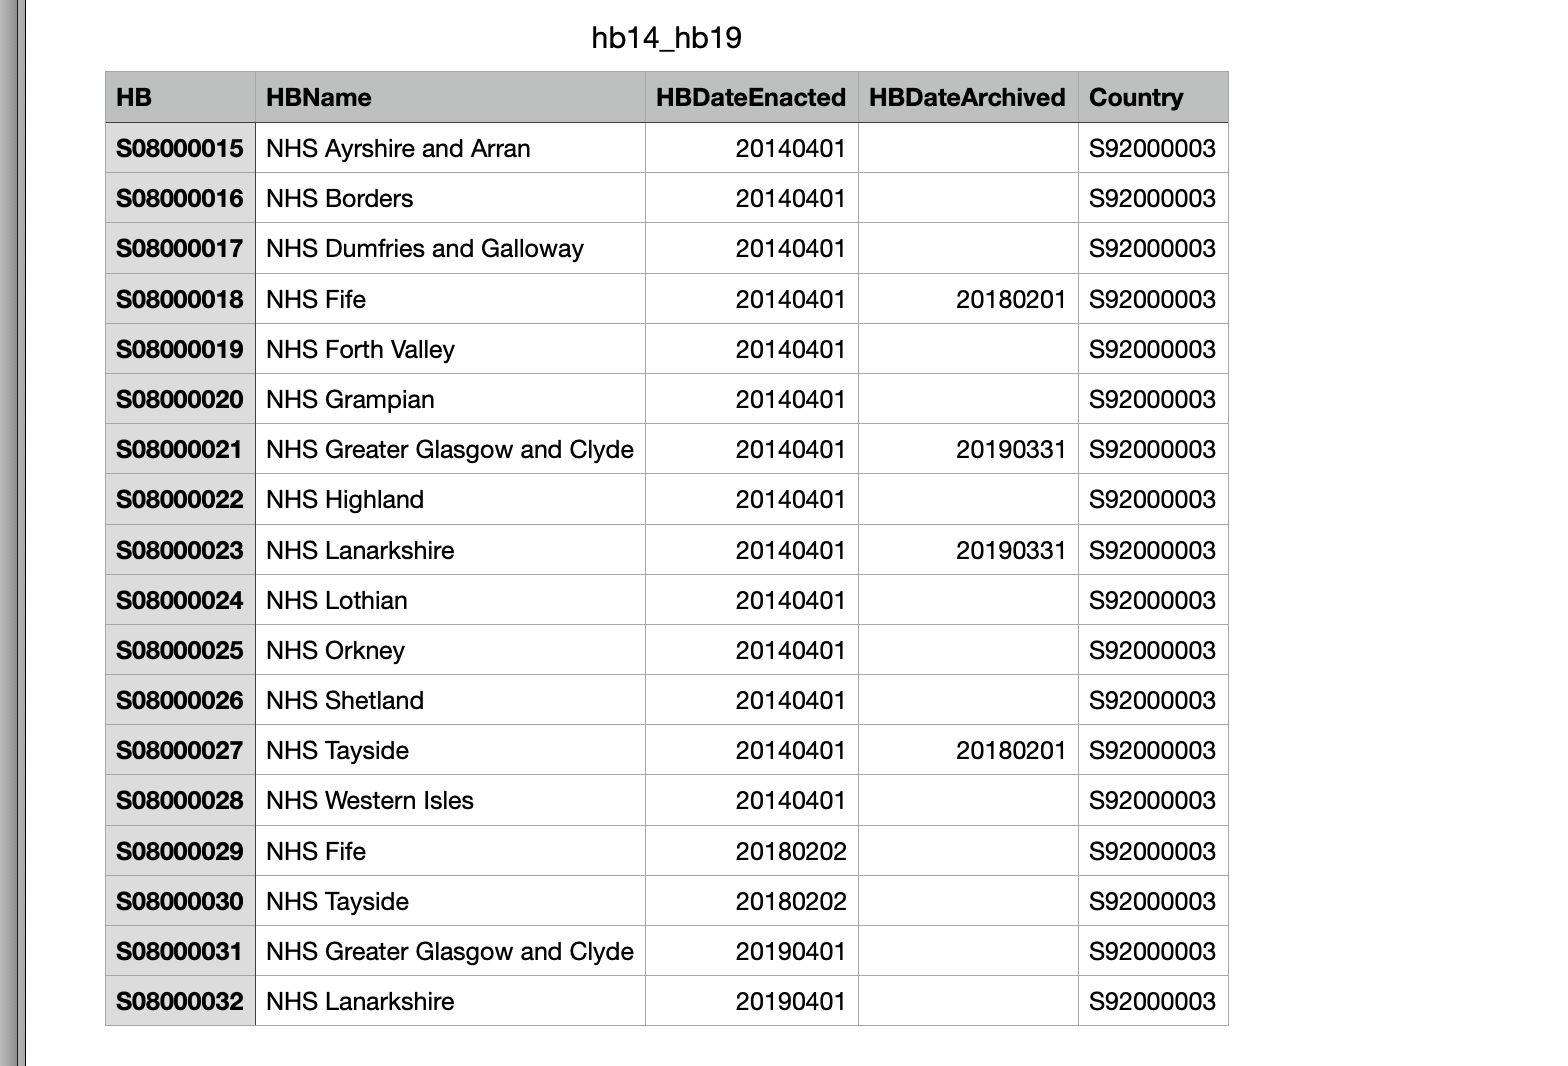 hb14_hb19
HB HBName HBDateEnacted HBDateArchived Country
S08000015 NHS Ayrshire and Arran 20140401 S92000003
S08000016 NHS Borders 20140401 S92000003
S08000017 NHS Dumfries and Galloway 20140401 S92000003
S08000018 NHS Fife 20140401 20180201 S92000003
S08000019 NHS Forth Valley 20140401 S92000003
S08000020 NHS Grampian 20140401 S92000003
S08000021 NHS Greater Glasgow and Clyde 20140401 20190331 S92000003
S08000022 NHS Highland 20140401 S92000003
S08000023 NHS Lanarkshire 20140401 20190331 S92000003
S08000024 NHS Lothian 20140401 S92000003
S08000025 NHS Orkney 20140401 S92000003
S08000026 NHS Shetland 20140401 S92000003
S08000027 NHS Tayside 20140401 20180201 S92000003
S08000028 NHS Western Isles 20140401 S92000003
S08000029 NHS Fife 20180202 S92000003
S08000030 NHS Tayside 20180202 S92000003
S08000031 NHS Greater Glasgow and Clyde 20190401 S92000003
S08000032 NHS Lanarkshire 20190401 S92000003